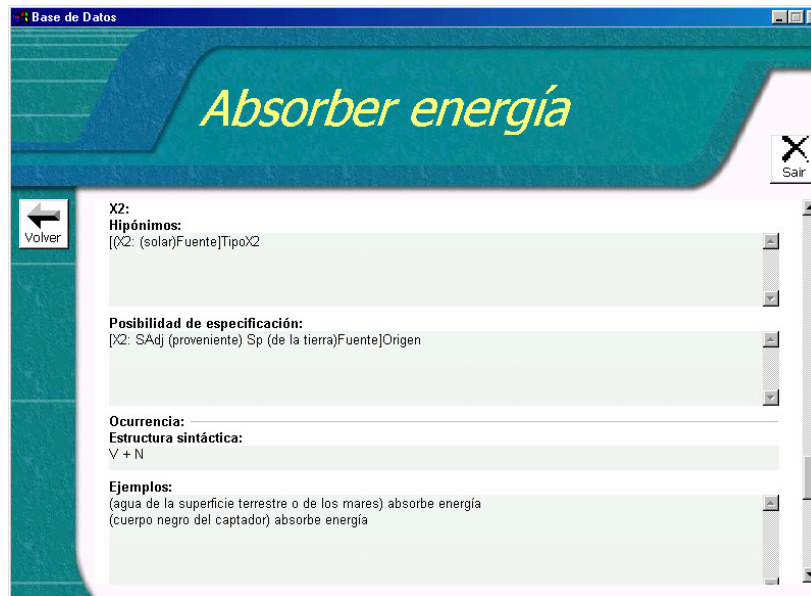 Base de Datos
Absorber energía
Sair
Volver
X2:
Hipónimos:
[(X2: (solar)Fuente]TipoX2
Posibilidad de especificación:
[X2: SAdj (proveniente) Sp (de la tierra)Fuente]Origen
Ocurrencia:
Estructura sintáctica:
V + N
Ejemplos:
(agua de la superficie terrestre o de los mares) absorbe energía
(cuerpo negro del captador) absorbe energía